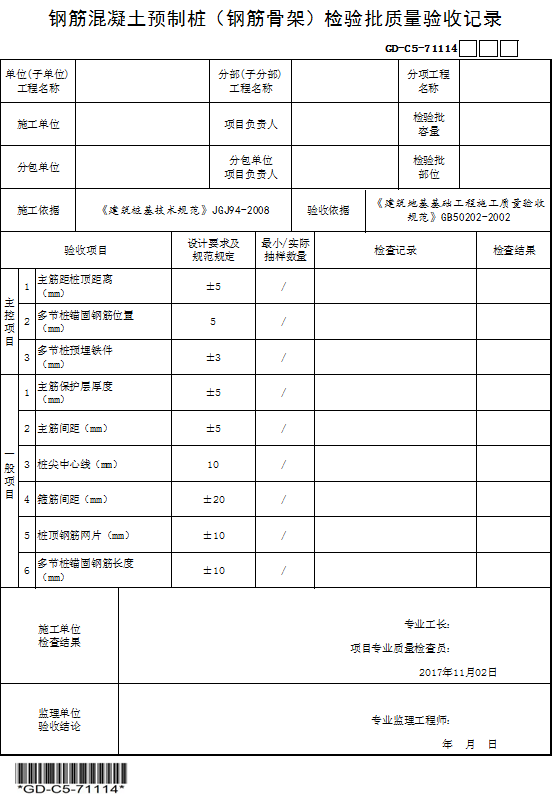 钢筋混凝土预制桩（钢筋骨架）检验批质量验收记录
GD-C5-71114
单位(子单位)
工程名称
分部(子分部)
工程名称
分项工程
名称
施工单位
项目负责人
检验批
容量
分包单位
分包单位
项目负责人
检验批
部位
施工依据
《建筑桩基技术规范》JGJ94-2008
验收依据
《建筑地基基础工程施工质量验收
规范》GB50202-2002
验收项目
设计要求及
规范规定
最小/实际
抽样数量
检查记录
检查结果
主控项目
1
主筋距桩顶距离
（mm）
±5
/
2
多节桩锚固钢筋位置
（mm）
5
/
3
多节桩预埋铁件
（mm）
±3
/
一般项目
1
主筋保护层厚度
（mm）
±5
/
2
主筋间距（mm）
±5
/
3
桩尖中心线（mm）
10
/
4
箍筋间距（mm）
±20
/
5
桩顶钢筋网片（mm）
±10
/
6
多节桩锚固钢筋长度
（mm）
±10
/
施工单位
检查结果
专业工长：
项目专业质量检查员：
2017年11月02日
监理单位
验收结论
专业监理工程师：
年 月 日
*GD-C5-71114*